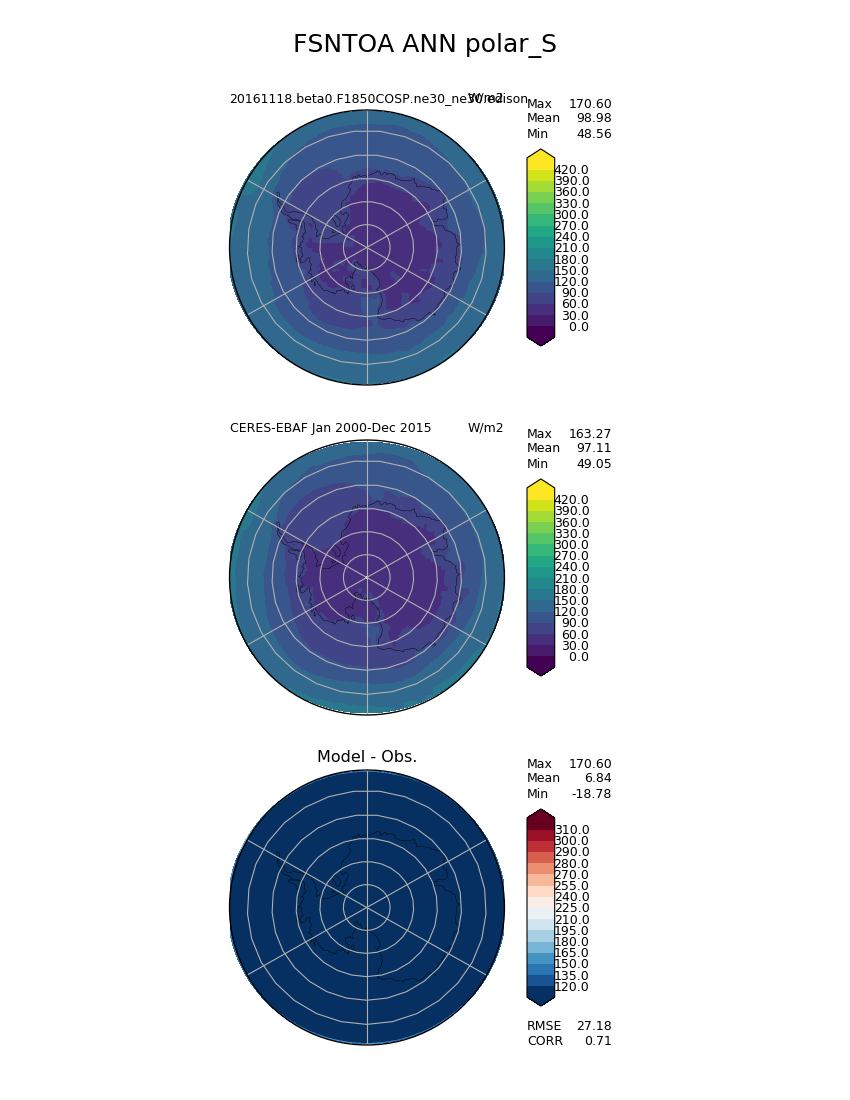 FSNTOA ANN polar_S
20161118.beta0.F1850COSP.ne30_ne30.edison
W/m2
Max 170.60
Mean 98.98
Min 48.56
420.0
390.0
360.0
330.0
300.0
270.0
240.0
210.0
180.0
150.0
120.0
90.0
60.0
30.0
0.0
CERES-EBAF Jan 2000-Dec 2015
W/m2
Max 163.27
Mean 97.11
Min 49.05
420.0
390.0
360.0
330.0
300.0
270.0
240.0
210.0
180.0
150.0
120.0
90.0
60.0
30.0
0.0
Model - Obs.
Max 170.60
Mean 6.84
Min -18.78
310.0
300.0
290.0
280.0
270.0
255.0
240.0
225.0
210.0
195.0
180.0
165.0
150.0
135.0
120.0
RMSE 27.18
CORR 0.71